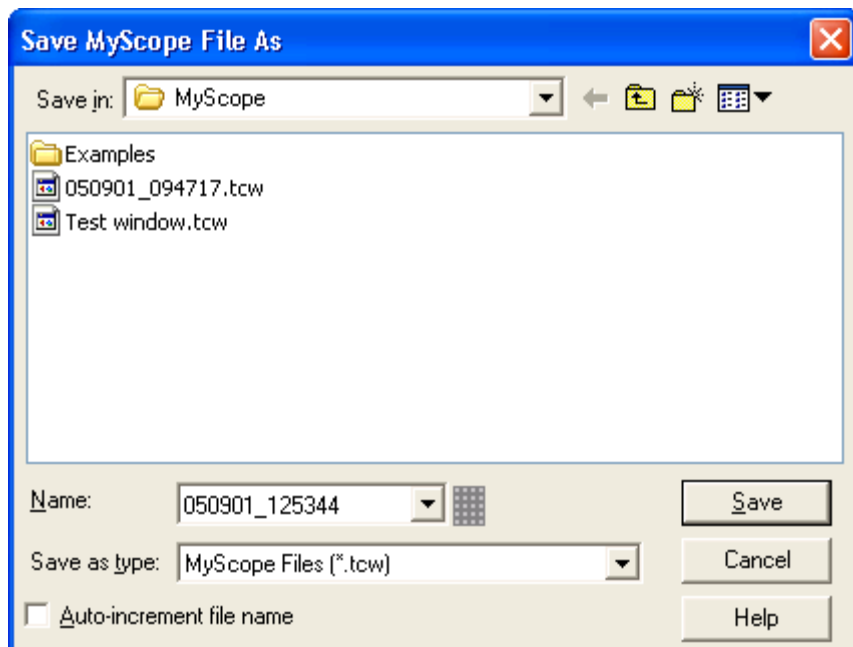 Save MyScope File As
Save in: MyScope
Examples
050901_094717.tcw
Test window.tcw
Name: 050901_125344 Save
Save as type: MyScope Files (*.tcw) Cancel
Auto-increment file name Help